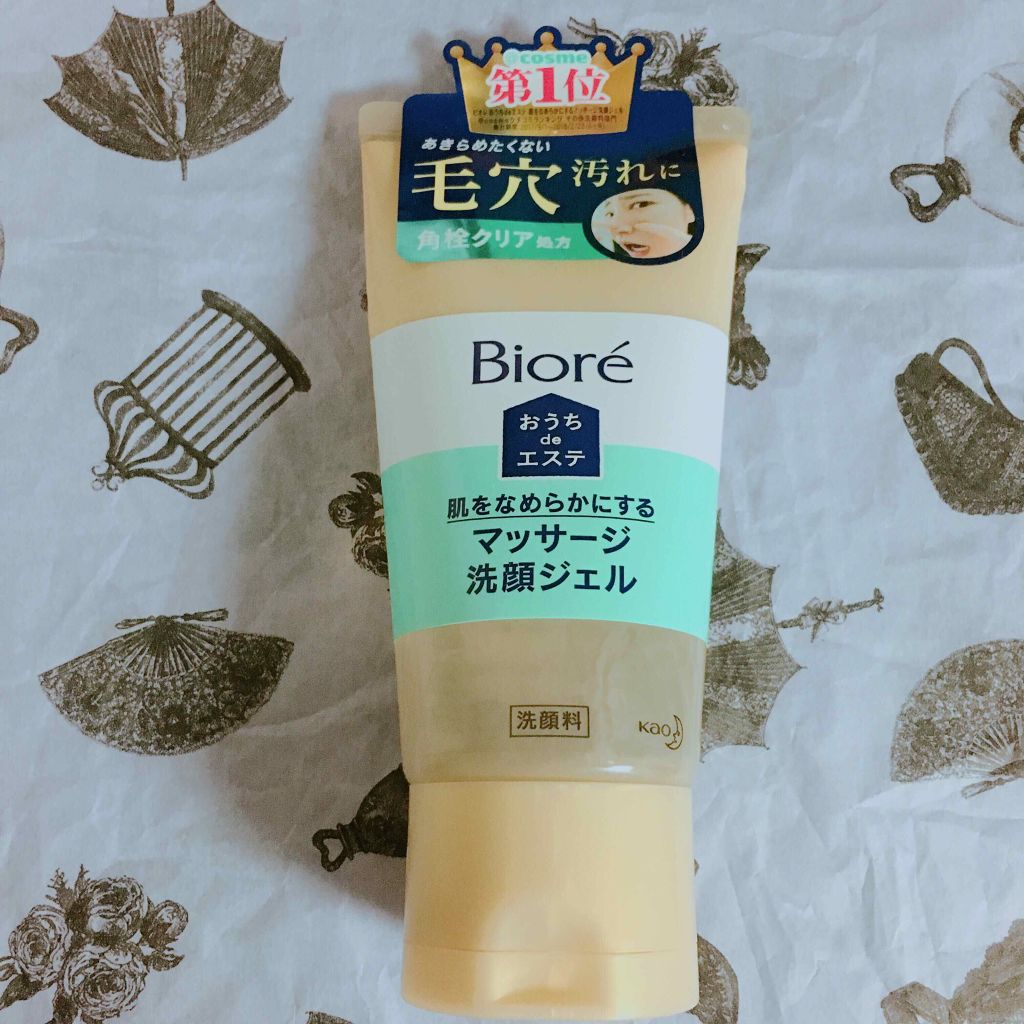 @cosme
第1位
あきらめたくない
毛穴汚れに
角栓クリア処方
Bioré
おうち
de
エステ
肌をなめらかにする
マッサージ
洗顔ジェル
洗顔料
Kao